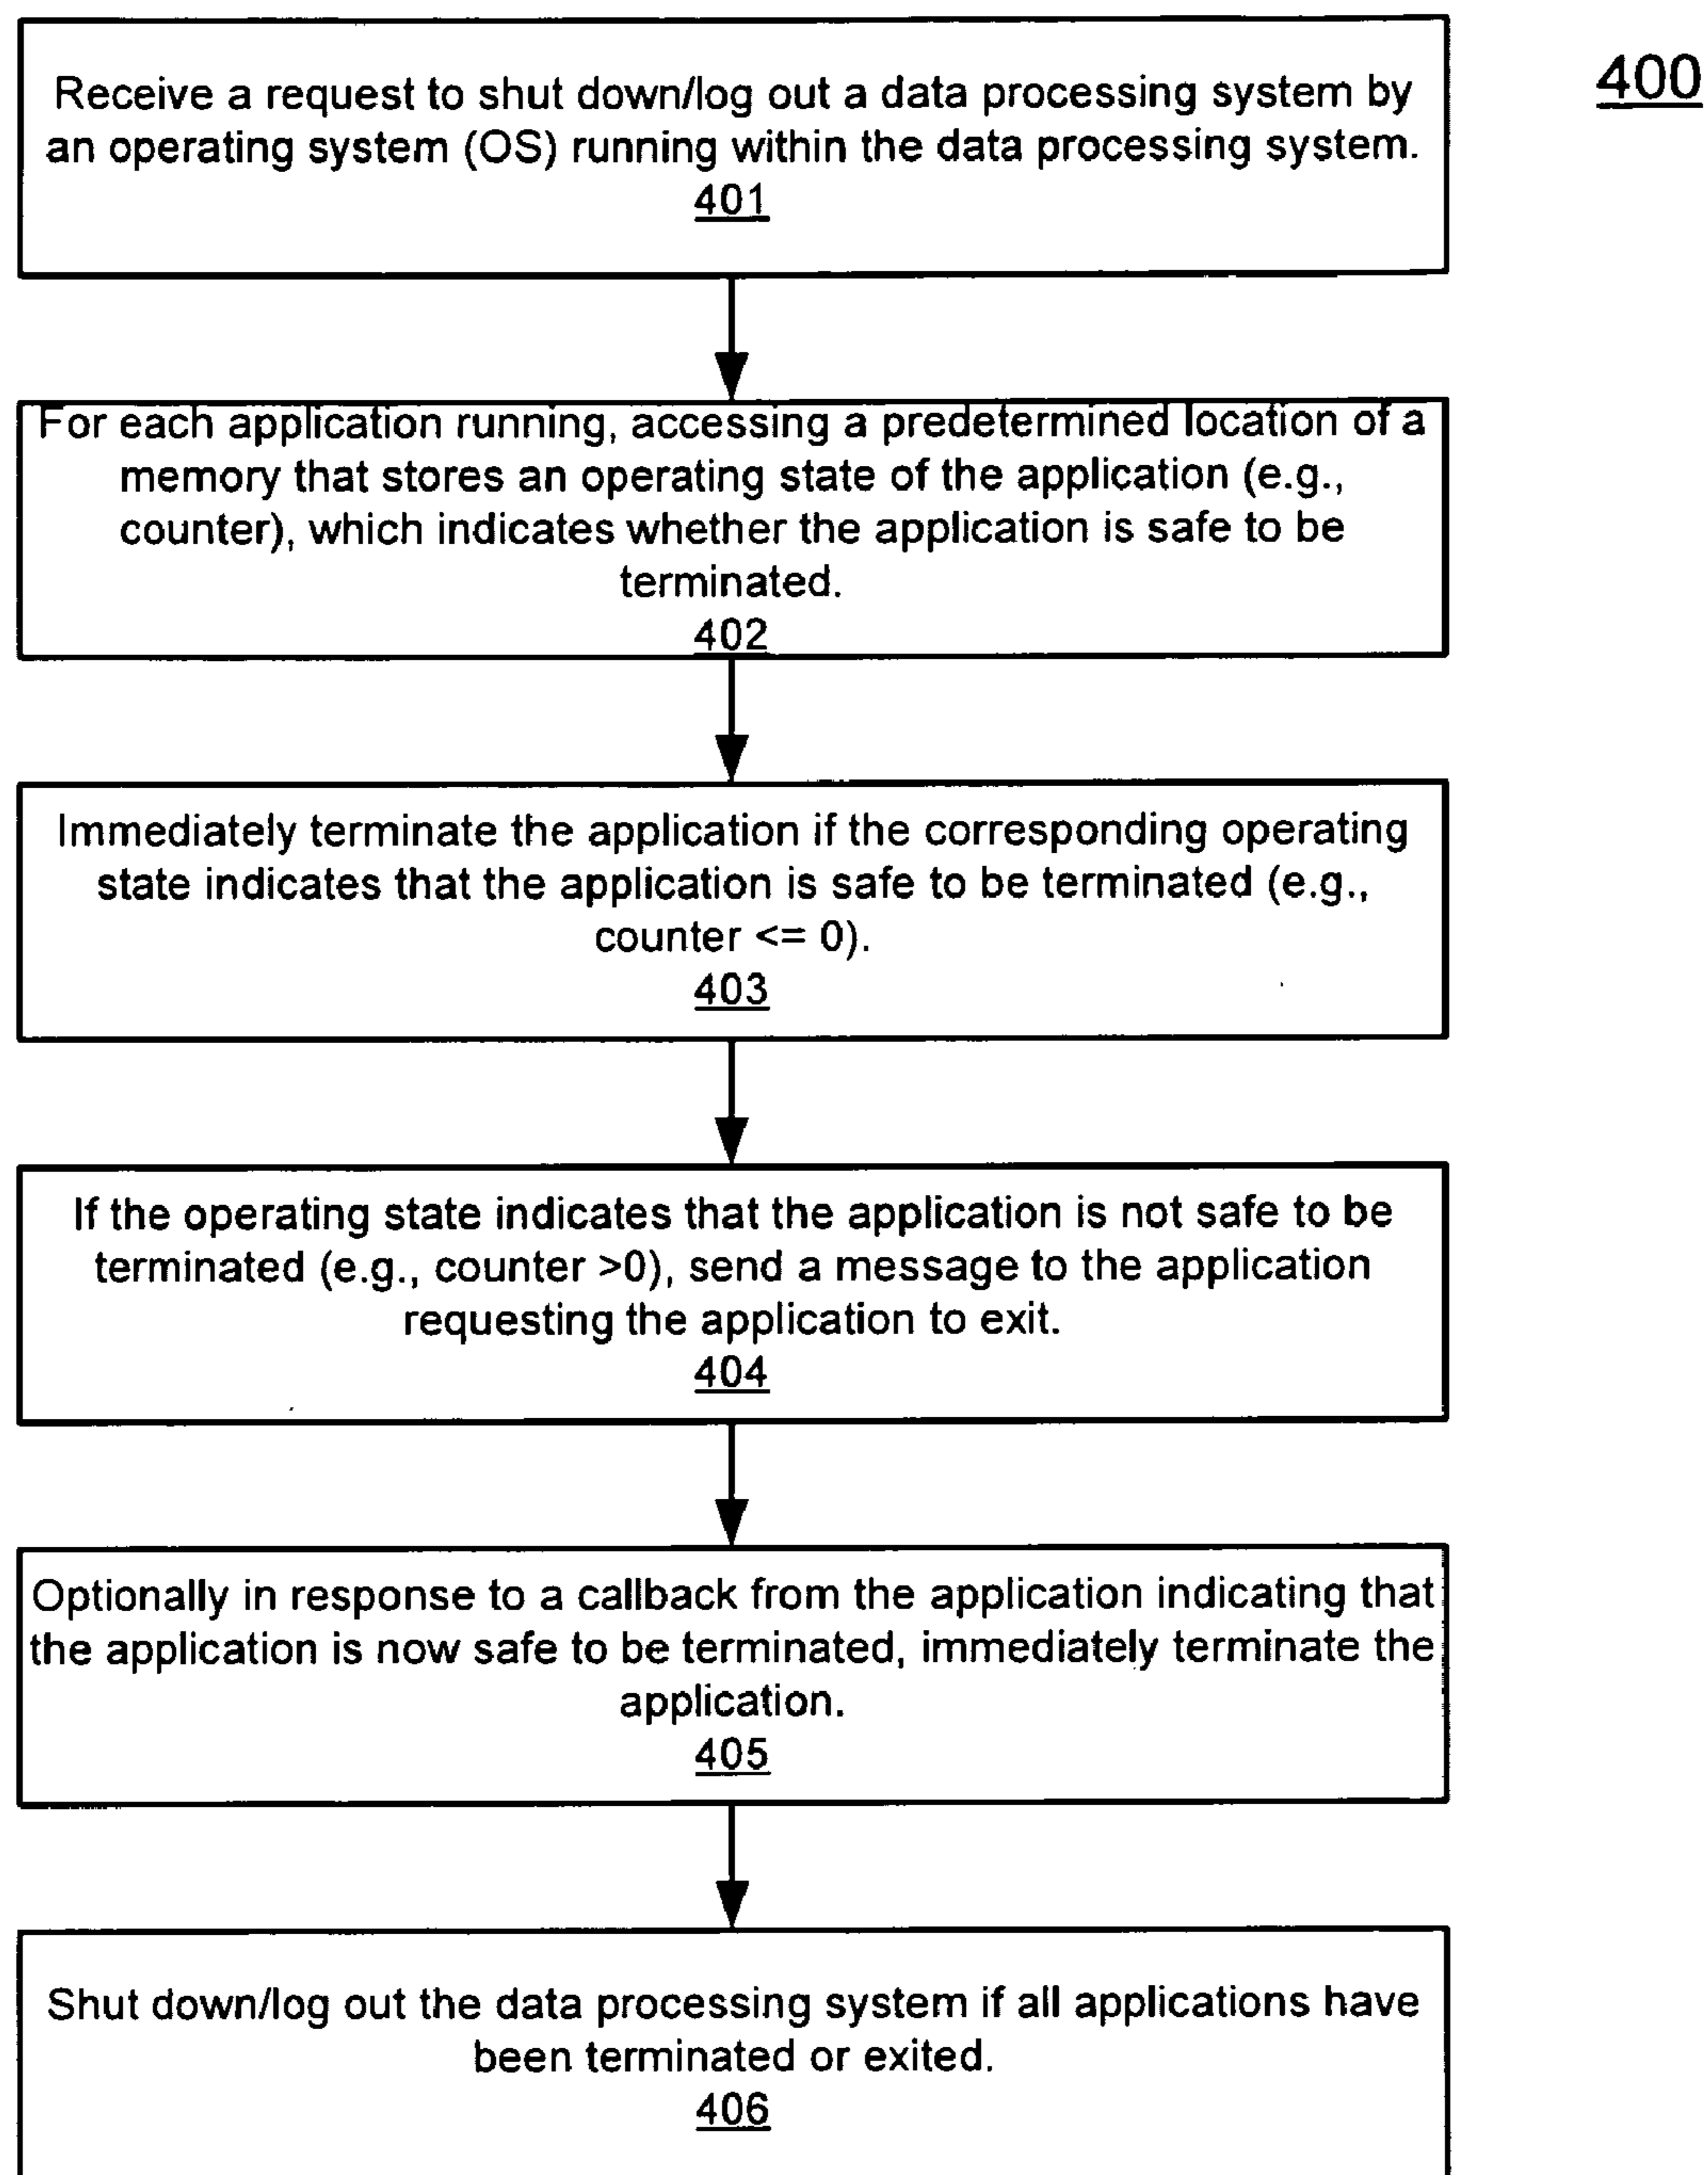 400
Receive a request to shut down/log out a data processing system by
an operating system (OS) running within the data processing system.
401
For each application running, accessing a predetermined location of a
memory that stores an operating state of the application (e.g.,
counter), which indicates whether the application is safe to be
terminated.
402
Immediately terminate the application if the corresponding operating
state indicates that the application is safe to be terminated (e.g.,
counter <= 0).
403
If the operating state indicates that the application is not safe to be
terminated (e.g., counter >0), send a message to the application
requesting the application to exit.
404
Optionally in response to a callback from the application indicating that
the application is now safe to be terminated, immediately terminate the
application.
405
Shut down/log out the data processing system if all applications have
been terminated or exited.
406